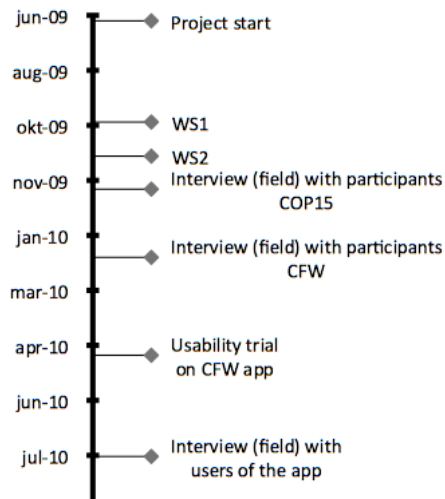 jun-09
Project start
aug-09
okt-09
WS1
WS2
nov-09
Interview (field) with participants
COP15
jan-10
Interview (field) with participants
CFW
mar-10
apr-10
Usability trial
on CFW app
jun-10
jul-10
Interview (field) with
users of the app